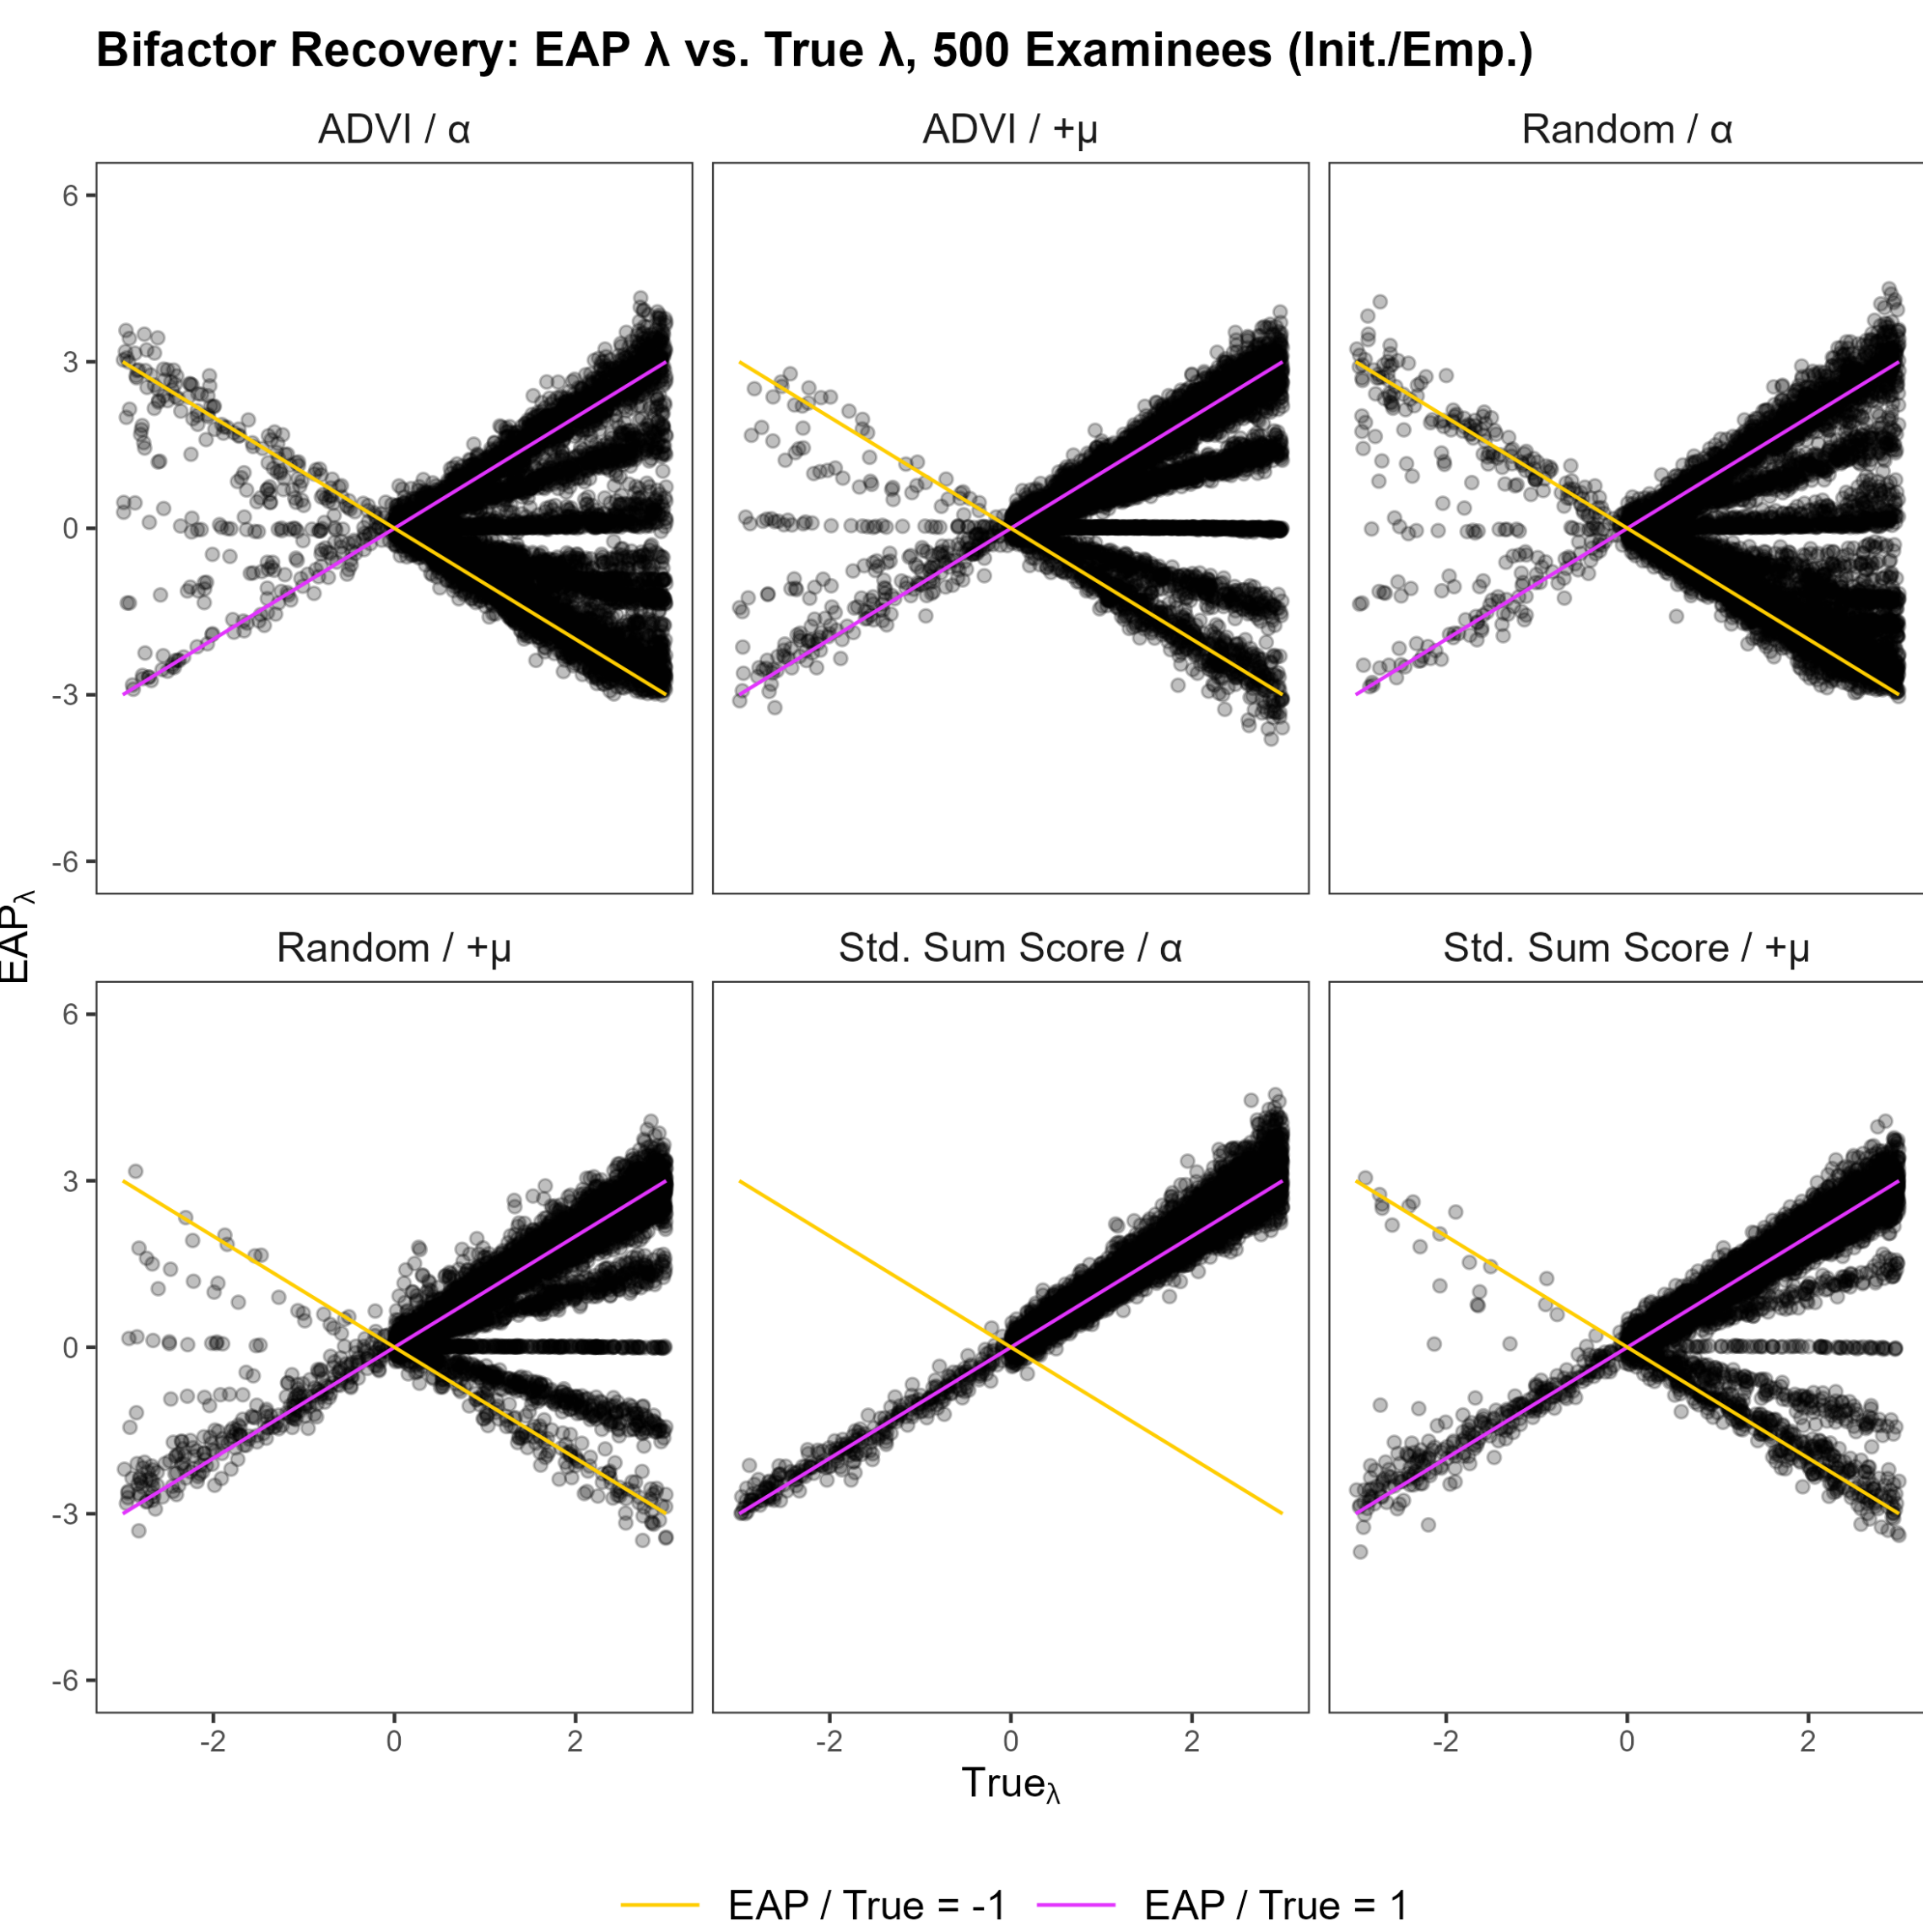 Bifactor Recovery: EAP λ vs. True λ, 500 Examinees (Init./Emp.)
ADVI / α
ADVI / +μ
Random / α
6
3
0
-3
-6
EAPλ
Random / +μ
Std. Sum Score / α
Std. Sum Score / +μ
6
3
0
-3
-6
-2 0 2
-2 0 2
-2 0 2
Trueλ
EAP / True = -1
EAP / True = 1